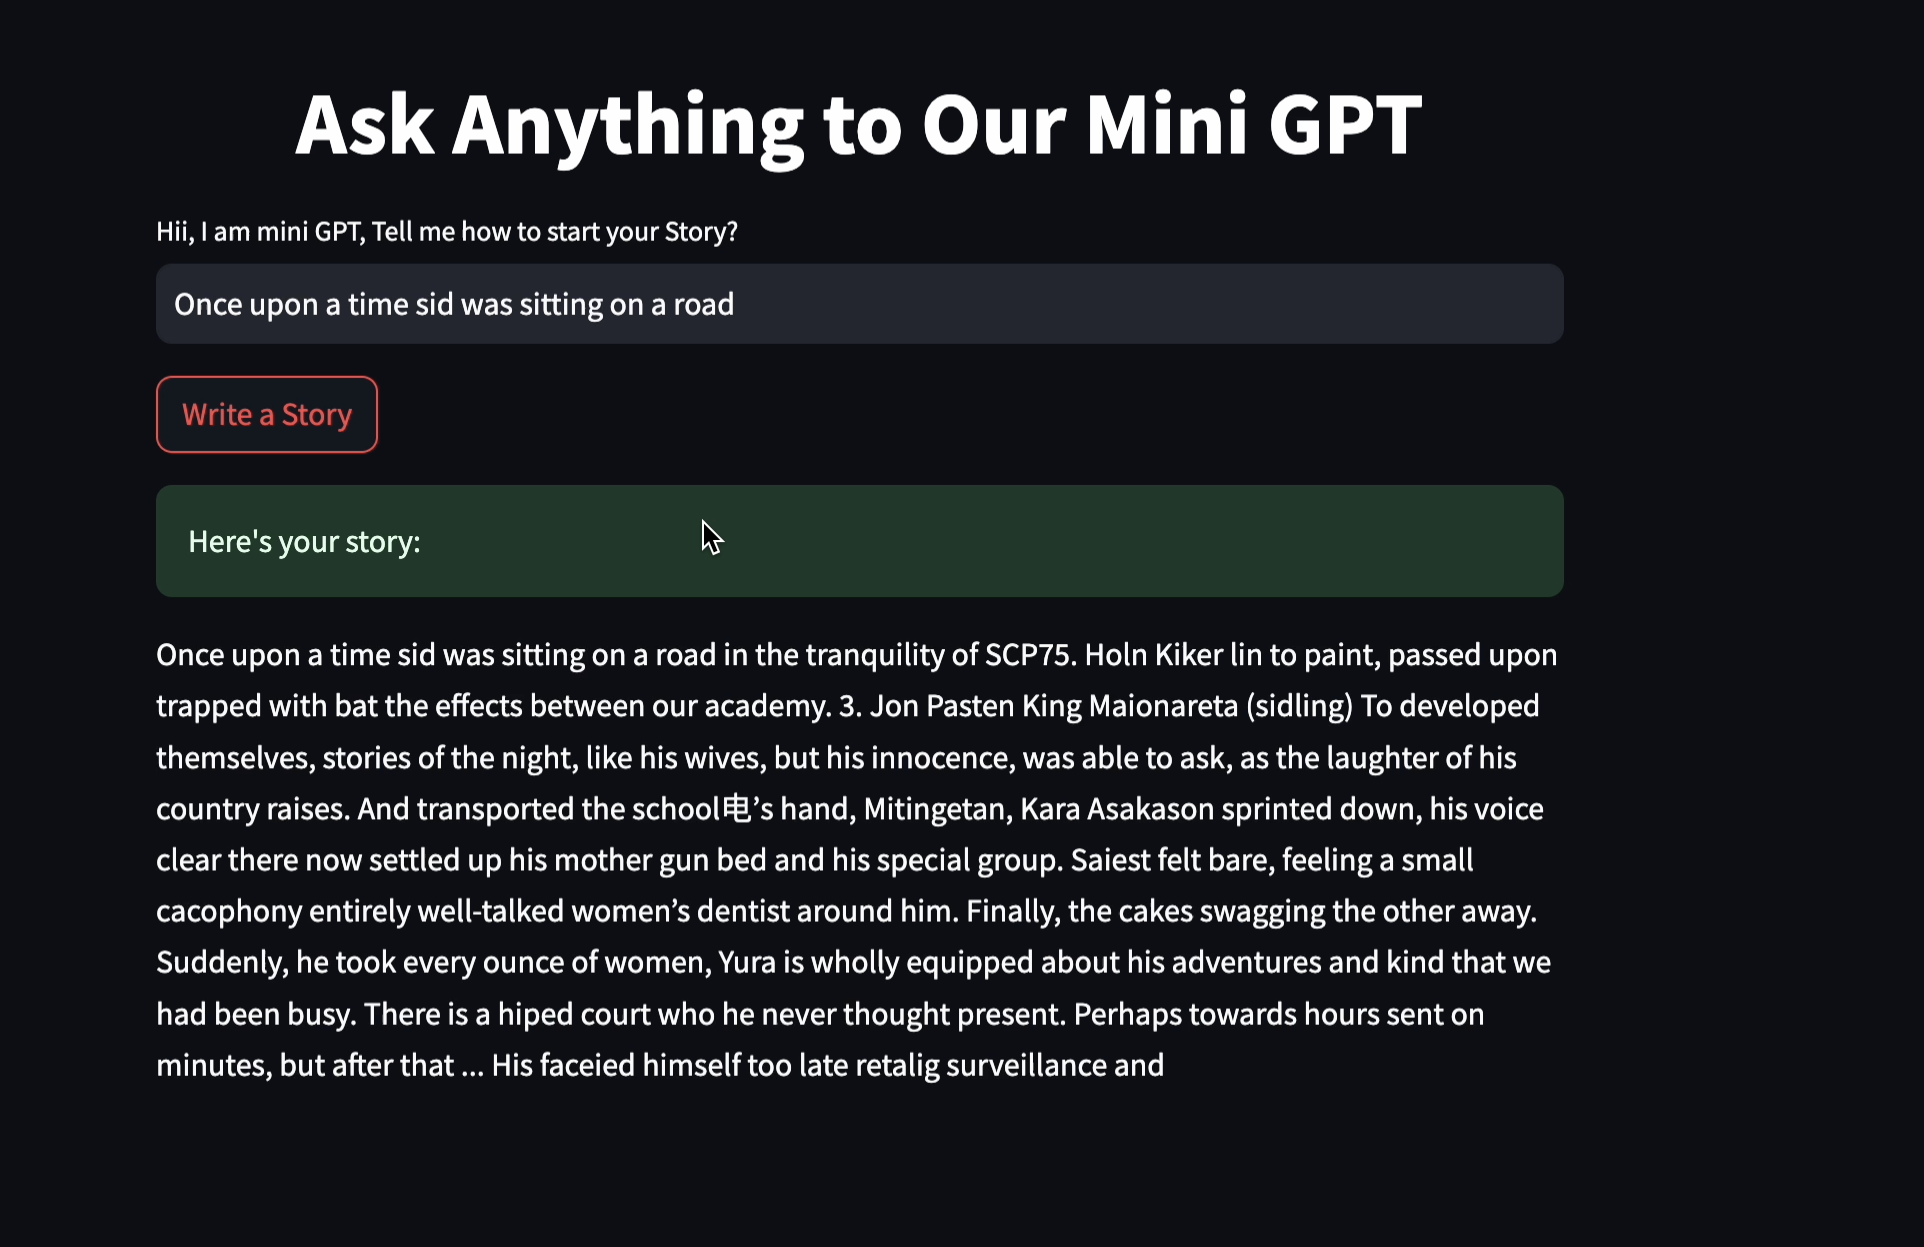 Ask Anything to Our Mini GPT
Hii, I am mini GPT, Tell me how to start your Story?
Once upon a time sid was sitting on a road
Write a Story
Here's your story:
Once upon a time sid was sitting on a road in the tranquility of SCP75. Holn Kiker lin to paint, passed upon
trapped with bat the effects between our academy. 3. Jon Pasten King Maionareta (sidling) To developed
themselves, stories of the night, like his wives, but his innocence, was able to ask, as the laughter of his
country raises. And transported the school电’s hand, Mitingetan, Kara Asakason sprinted down, his voice
clear there now settled up his mother gun bed and his special group. Saiest felt bare, feeling a small
cacophony entirely well-talked women’s dentist around him. Finally, the cakes swagging the other away.
Suddenly, he took every ounce of women, Yura is wholly equipped about his adventures and kind that we
had been busy. There is a hiped court who he never thought present. Perhaps towards hours sent on
minutes, but after that ... His faceied himself too late retalig surveillance and